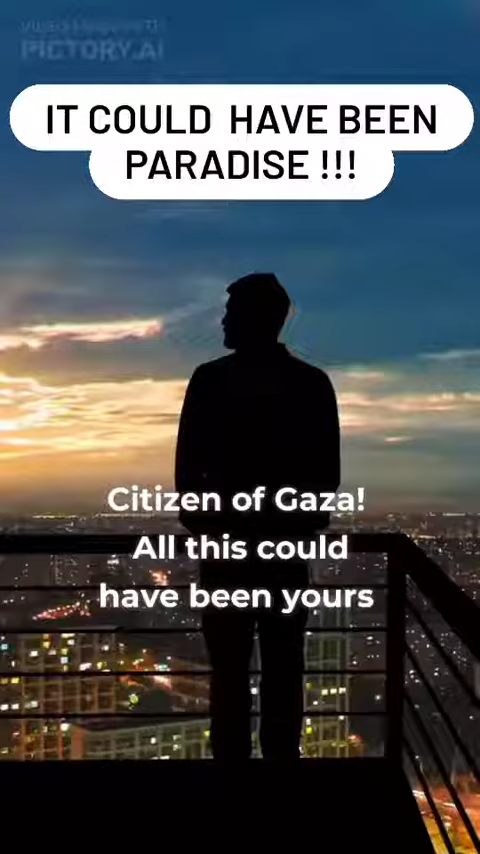 PICTORY.AI
IT COULD HAVE BEEN
PARADISE !!!
Citizen of Gaza!
All this could
have been yours